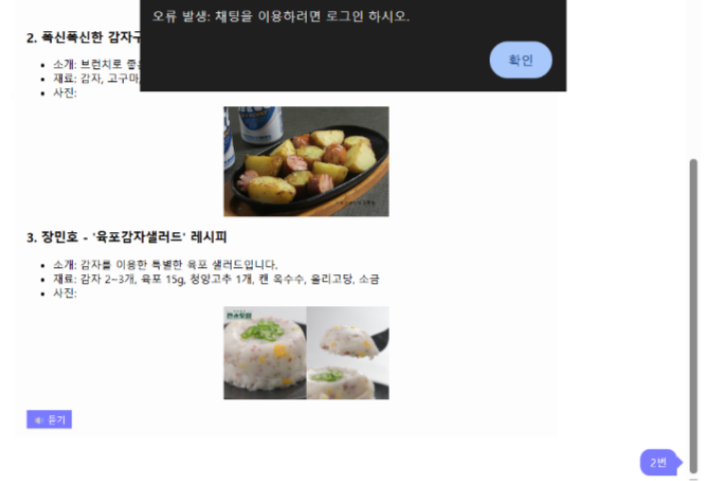 오류 발생: 채팅을 이용하려면 로그인 하시오.
확인
2. 폭신폭신한 감자구
• 소개: 브런치로 좋은
• 재료: 감자, 고구마,
• 사진:
3. 장민호 - '육포감자샐러드' 레시피
• 소개: 감자를 이용한 특별한 육포 샐러드입니다.
• 재료: 감자 2~3개, 육포 15g, 청양고추 1개, 캔 옥수수, 올리고당, 소금
• 사진:
듣기
2번